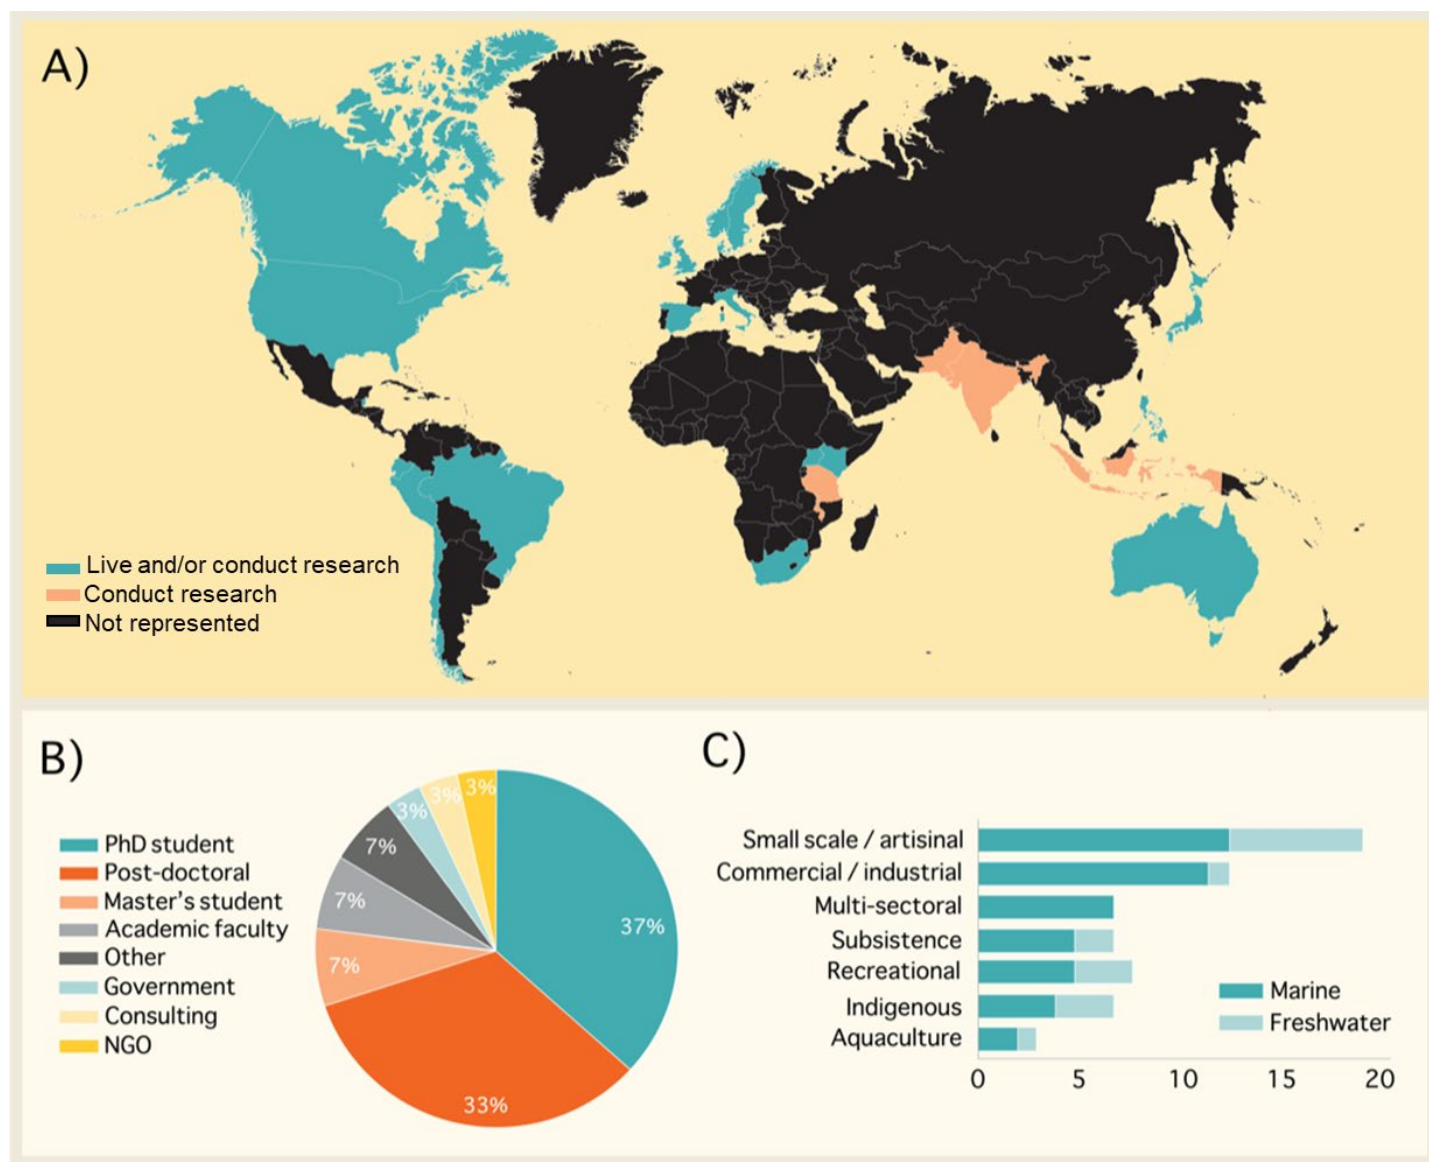 A)
Live and/or conduct research
Conduct research
Not represented
B)
PhD student
Post-doctoral
Master's student
Academic faculty
Other
Government
Consulting
NGO
37%
33%
7%
7%
7%
3%
3%
3%
C)
Small scale / artisinal
Commercial / industrial
Multi-sectoral
Subsistence
Recreational
Indigenous
Aquaculture
Marine
Freshwater
0 5 10 15 20